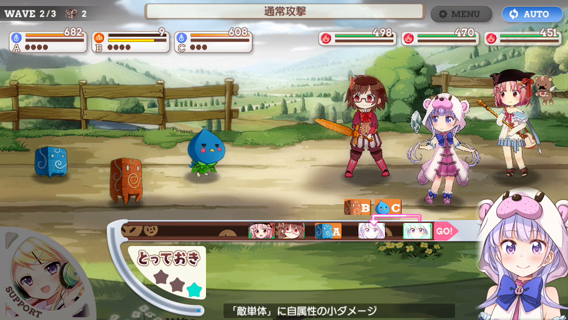 WAVE 2/3 2
通常攻撃
MENU
AUTO
682
A
9
B
608
C
498
470
451
B C
A
GO!
とっておき
SUPPORT
「敵単体」に自属性の小ダメージ